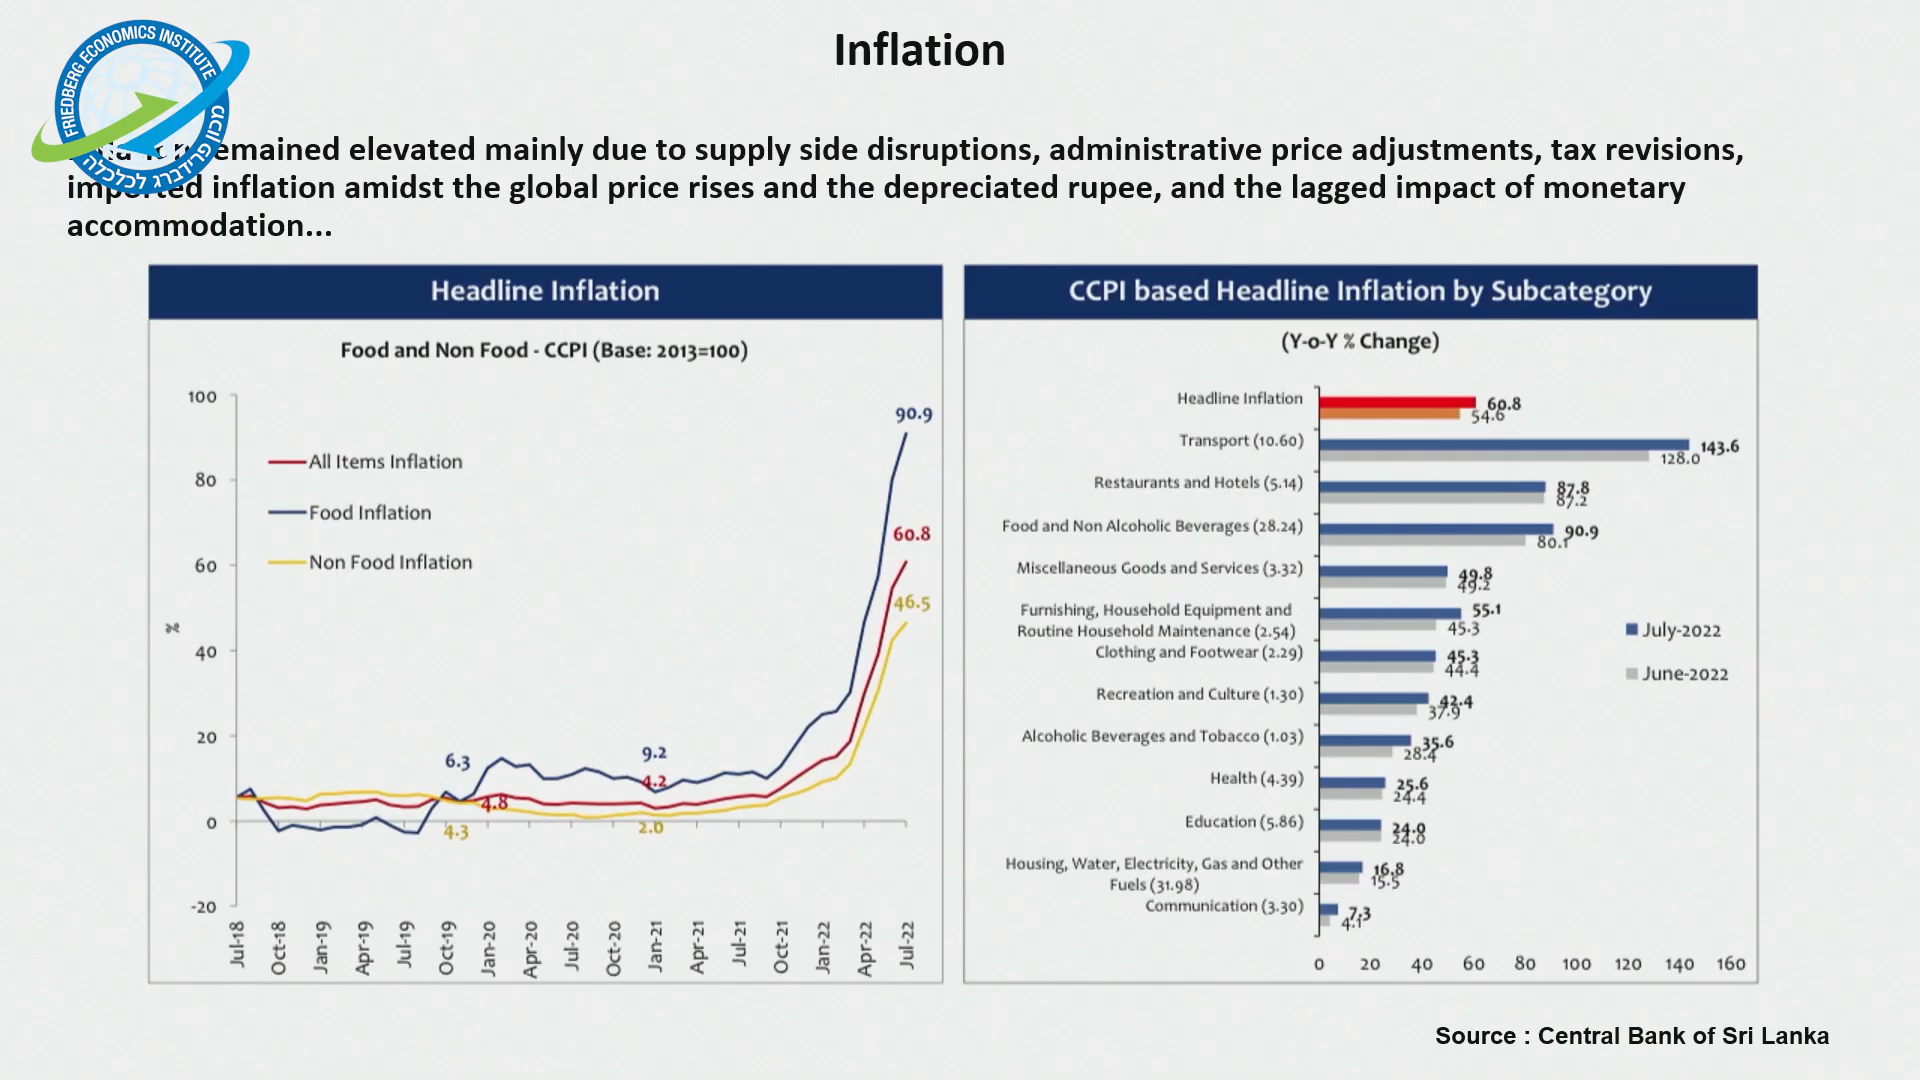 Inflation
FRIEDBERG ECONOMICS INSTITUTE
מכון פרידברג לכלכלה
remained elevated mainly due to supply side disruptions, administrative price adjustments, tax revisions,
imported inflation amidst the global price rises and the depreciated rupee, and the lagged impact of monetary
accommodation...
Headline Inflation
Food and Non Food - CCPI (Base: 2013=100)
100
80
60
40
20
0
-20
%
All Items Inflation
Food Inflation
Non Food Inflation
90.9
60.8
46.5
6.3
4.8
4.3
9.2
4.2
2.0
Jul-18
Oct-18
Jan-19
Apr-19
Jul-19
Oct-19
Jan-20
Apr-20
Jul-20
Oct-20
Jan-21
Apr-21
Jul-21
Oct-21
Jan-22
Apr-22
Jul-22
CCPI based Headline Inflation by Subcategory
(Y-o-Y % Change)
Headline Inflation
60.8
54.6
Transport (10.60)
143.6
128.0
Restaurants and Hotels (5.14)
87.8
87.2
Food and Non Alcoholic Beverages (28.24)
90.9
80.1
Miscellaneous Goods and Services (3.32)
49.8
49.2
Furnishing, Household Equipment and
Routine Household Maintenance (2.54)
55.1
45.3
Clothing and Footwear (2.29)
45.3
44.4
Recreation and Culture (1.30)
42.4
37.9
Alcoholic Beverages and Tobacco (1.03)
35.6
28.4
Health (4.39)
25.6
24.4
Education (5.86)
24.0
24.0
Housing, Water, Electricity, Gas and Other
Fuels (31.98)
16.8
15.5
Communication (3.30)
7.3
4.1
July-2022
June-2022
0 20 40 60 80 100 120 140 160
Source : Central Bank of Sri Lanka